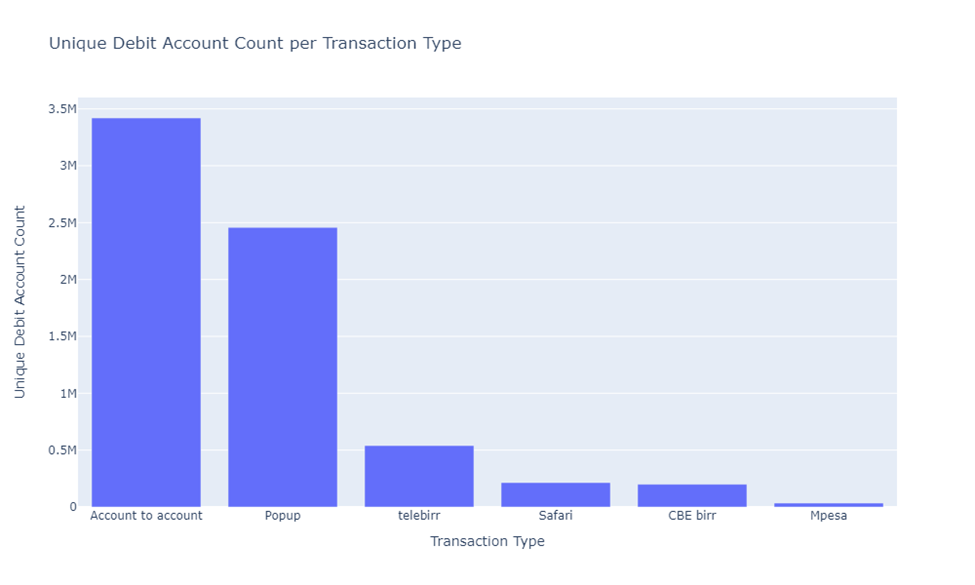 Unique Debit Account Count per Transaction Type
Unique Debit Account Count
3.5M
3M
2.5M
2M
1.5M
1M
0.5M
0
Account to account Popup telebirr Safari CBE birr Mpesa
Transaction Type